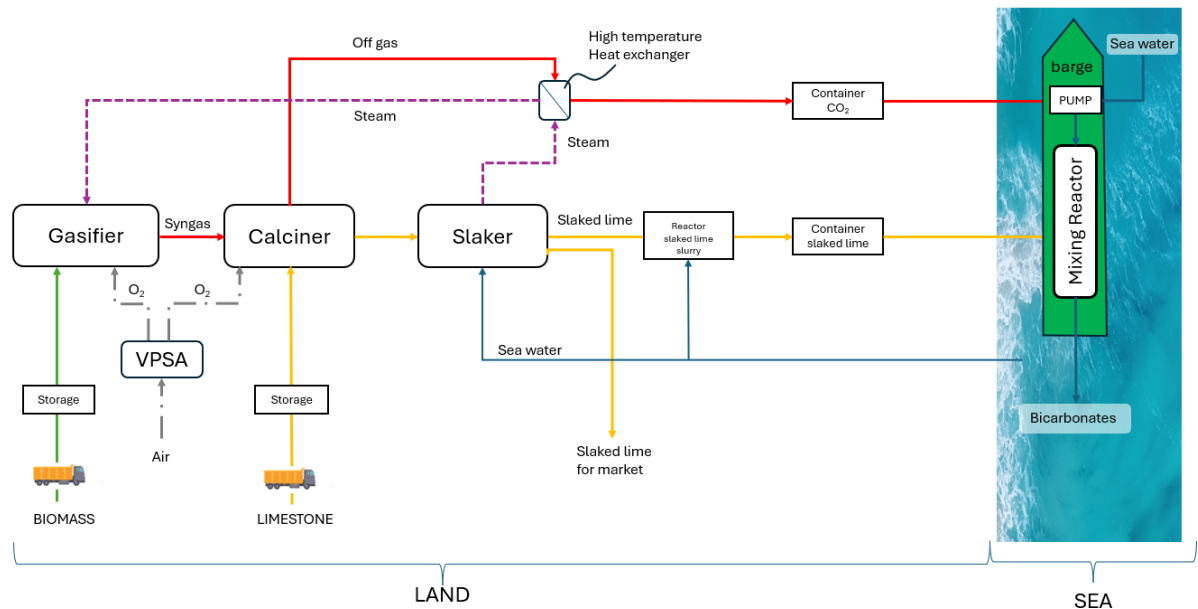 Off gas
High temperature
Heat exchanger
Sea water
barge
Steam
Container
CO2
PUMP
Steam
Gasifier
Syngas
Calciner
Slaker
Slaked lime
Reactor
slaked lime
slurry
Container
slaked lime
Mixing Reactor
O2
O2
VPSA
Sea water
Storage
Storage
Bicarbonates
Air
Slaked lime
for market
BIOMASS
LIMESTONE
LAND
SEA